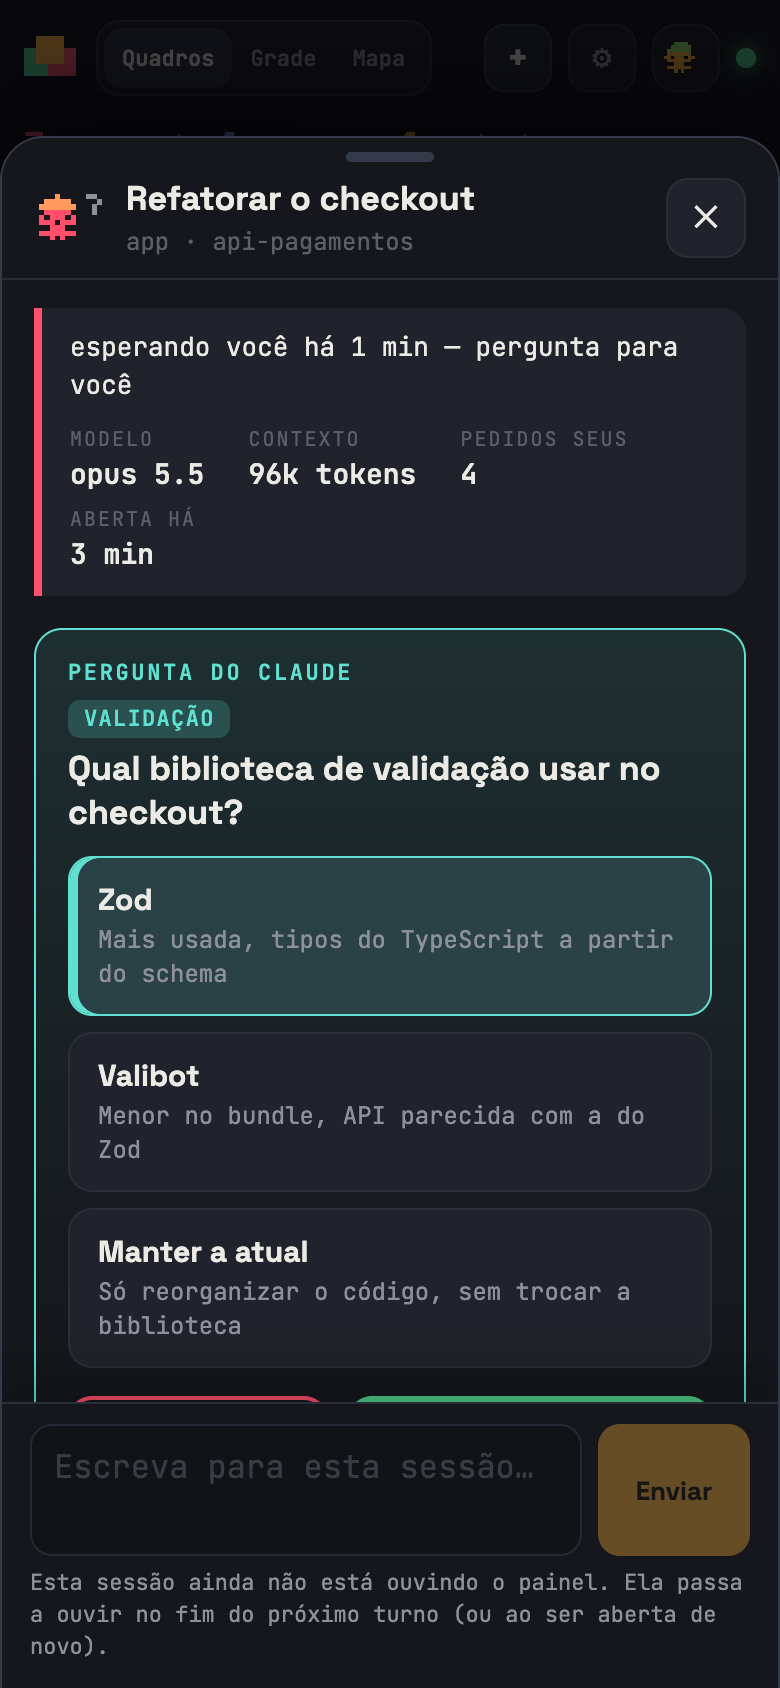 Quadros Grade Mapa
Refatorar o checkout
app · api-pagamentos
esperando você há 1 min — pergunta para
você
MODELO CONTEXTO PEDIDOS SEUS
opus 5.5 96k tokens 4
ABERTA HÁ
3 min
PERGUNTA DO CLAUDE
VALIDAÇÃO
Qual biblioteca de validação usar no
checkout?
Zod
Mais usada, tipos do TypeScript a partir
do schema
Valibot
Menor no bundle, API parecida com a do
Zod
Manter a atual
Só reorganizar o código, sem trocar a
biblioteca
Escreva para esta sessão…
Enviar
Esta sessão ainda não está ouvindo o painel. Ela passa
a ouvir no fim do próximo turno (ou ao ser aberta de
novo).